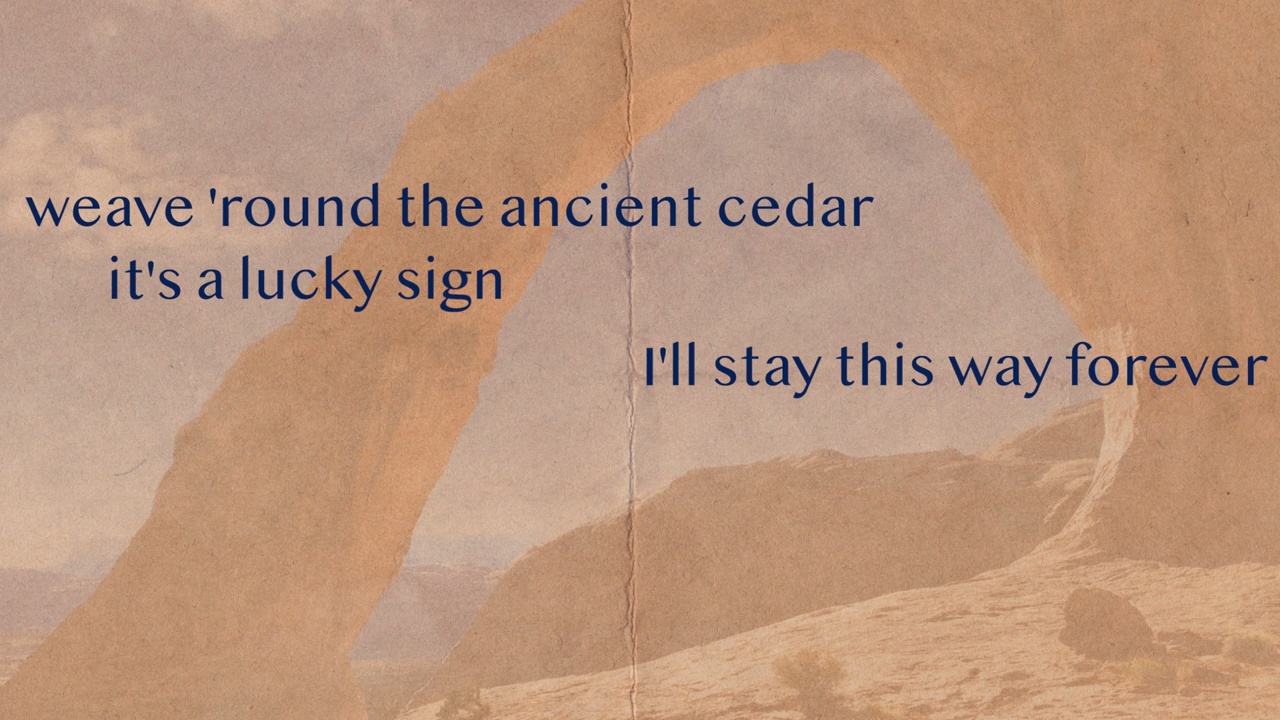 weave 'round the ancient cedar
it's a lucky sign
I'll stay this way forever